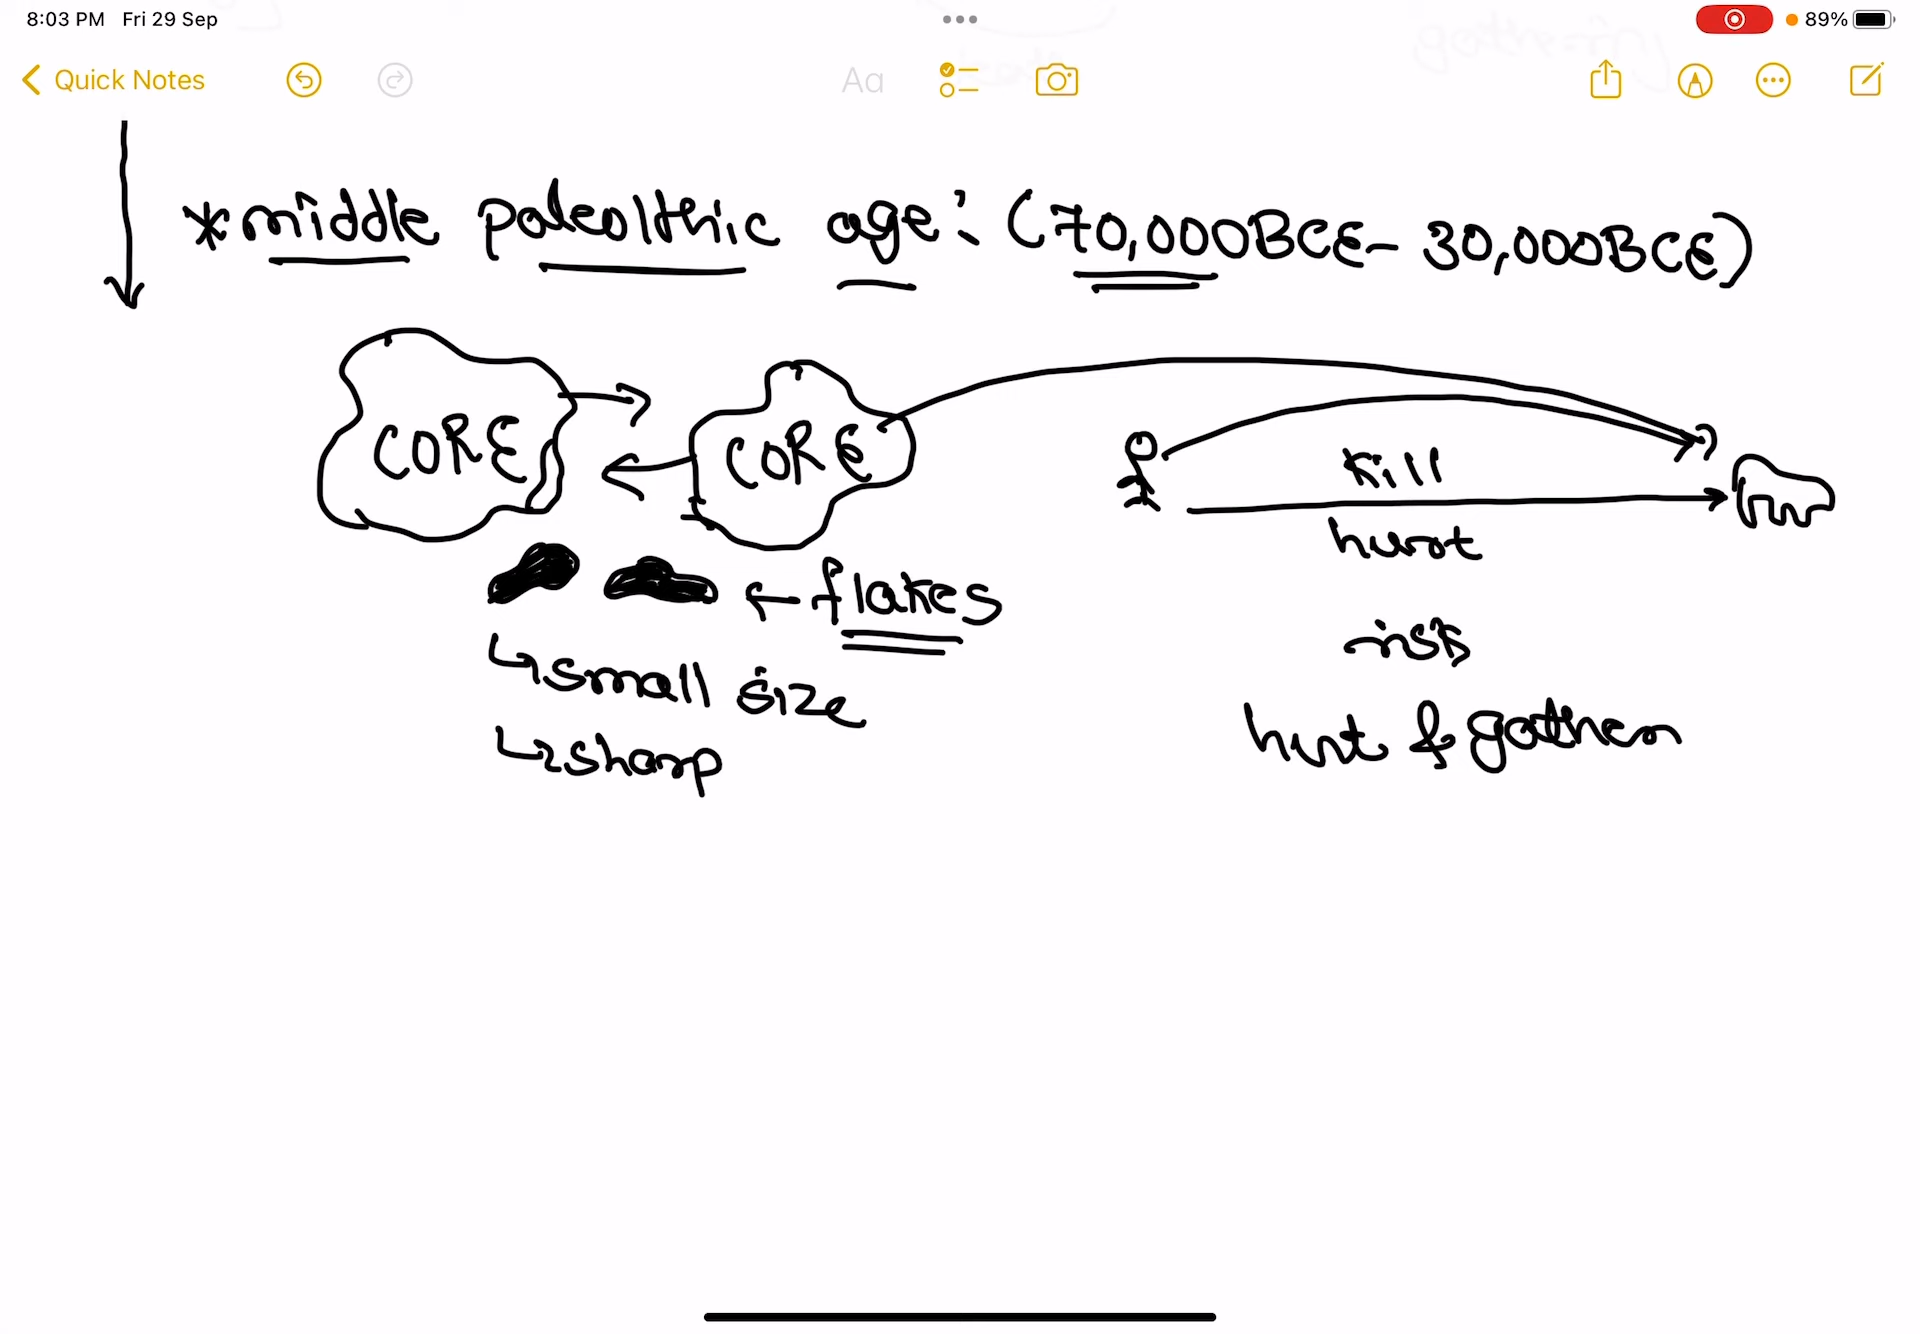 8:03 PM Fri 29 Sep
89%
Quick Notes
Aa
*middle paleolthic age: (70,000BCE- 30,000BCE)
CORE
CORE
kill
hurt
flakes
risk
small size
hunt & gather
sharp